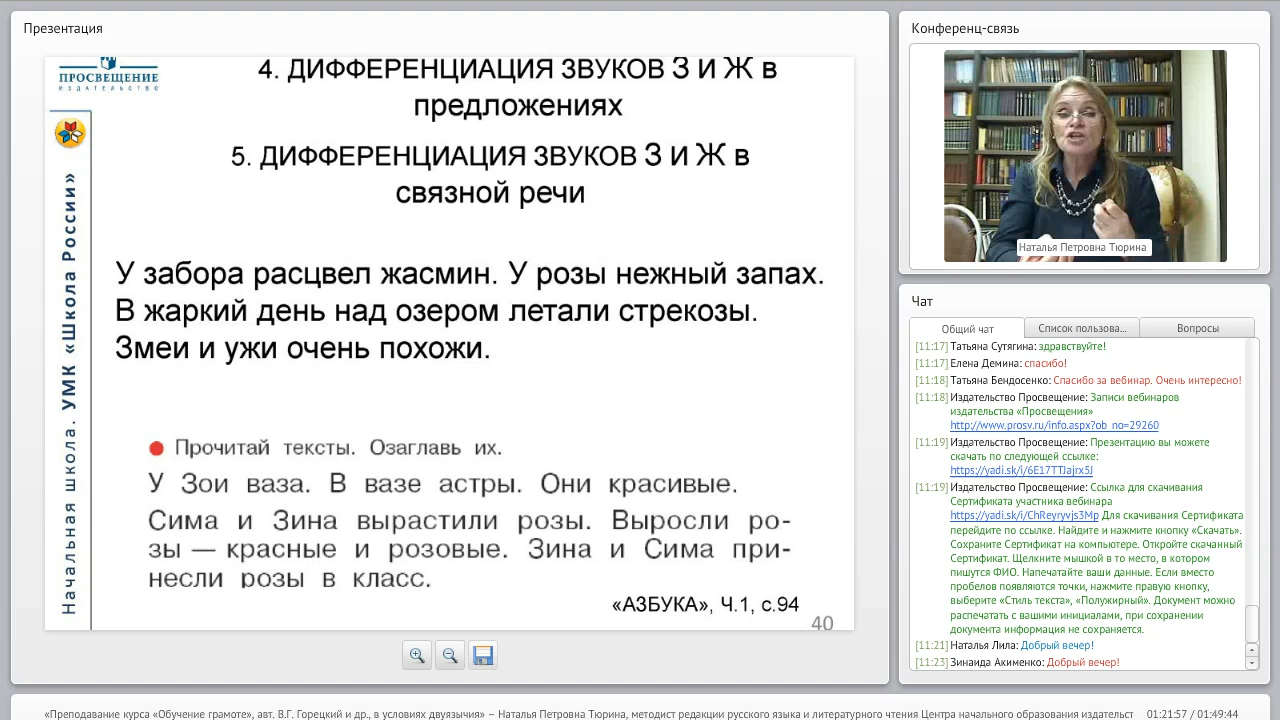 Презентация
ПРОСВЕЩЕНИЕ
ИЗДАТЕЛЬСТВО
Начальная школа. УМК «Школа России»
4. ДИФФЕРЕНЦИАЦИЯ ЗВУКОВ З И Ж в
предложениях
5. ДИФФЕРЕНЦИАЦИЯ ЗВУКОВ З И Ж в
связной речи
У забора расцвел жасмин. У розы нежный запах.
В жаркий день над озером летали стрекозы.
Змеи и ужи очень похожи.
Прочитай тексты. Озаглавь их.
У Зои ваза. В вазе астры. Они красивые.
Сима и Зина вырастили розы. Выросли ро-
зы — красные и розовые. Зина и Сима при-
несли розы в класс.
«АЗБУКА», Ч.1, с.94
40
Конференц-связь
Наталья Петровна Тюрина
Чат
Общий чат
Список пользова...
Вопросы
[11:17] Татьяна Сутягина: здравствуйте!
[11:17] Елена Демина: спасибо!
[11:18] Татьяна Бендосенко: Спасибо за вебинар. Очень интересно!
[11:18] Издательство Просвещение: Записи вебинаров
издательства «Просвещения»
http://www.prosv.ru/info.aspx?ob_no=29260
[11:19] Издательство Просвещение: Презентацию вы можете
скачать по следующей ссылке:
https://yadi.sk/i/6E17TTJajrx5J
[11:19] Издательство Просвещение: Ссылка для скачивания
Сертификата участника вебинара
https://yadi.sk/i/ChReyryvjs3Mp Для скачивания Сертификата
перейдите по ссылке. Найдите и нажмите кнопку «Скачать».
Сохраните Сертификат на компьютере. Откройте скачанный
Сертификат. Щелкните мышкой в то место, в котором
пишутся ФИО. Напечатайте ваши данные. Если вместо
пробелов появляются точки, нажмите правую кнопку,
выберите «Стиль текста», «Полужирный». Документ можно
распечатать с вашими инициалами, при сохранении
документа информация не сохраняется.
[11:21] Наталья Лила: Добрый вечер!
[11:23] Зинаида Акименко: Добрый вечер!
«Преподавание курса «Обучение грамоте», авт. В.Г. Горецкий и др., в условиях двуязычия» – Наталья Петровна Тюрина, методист редакции русского языка и литературного чтения Центра начального образования издательст
01:21:57 / 01:49:44